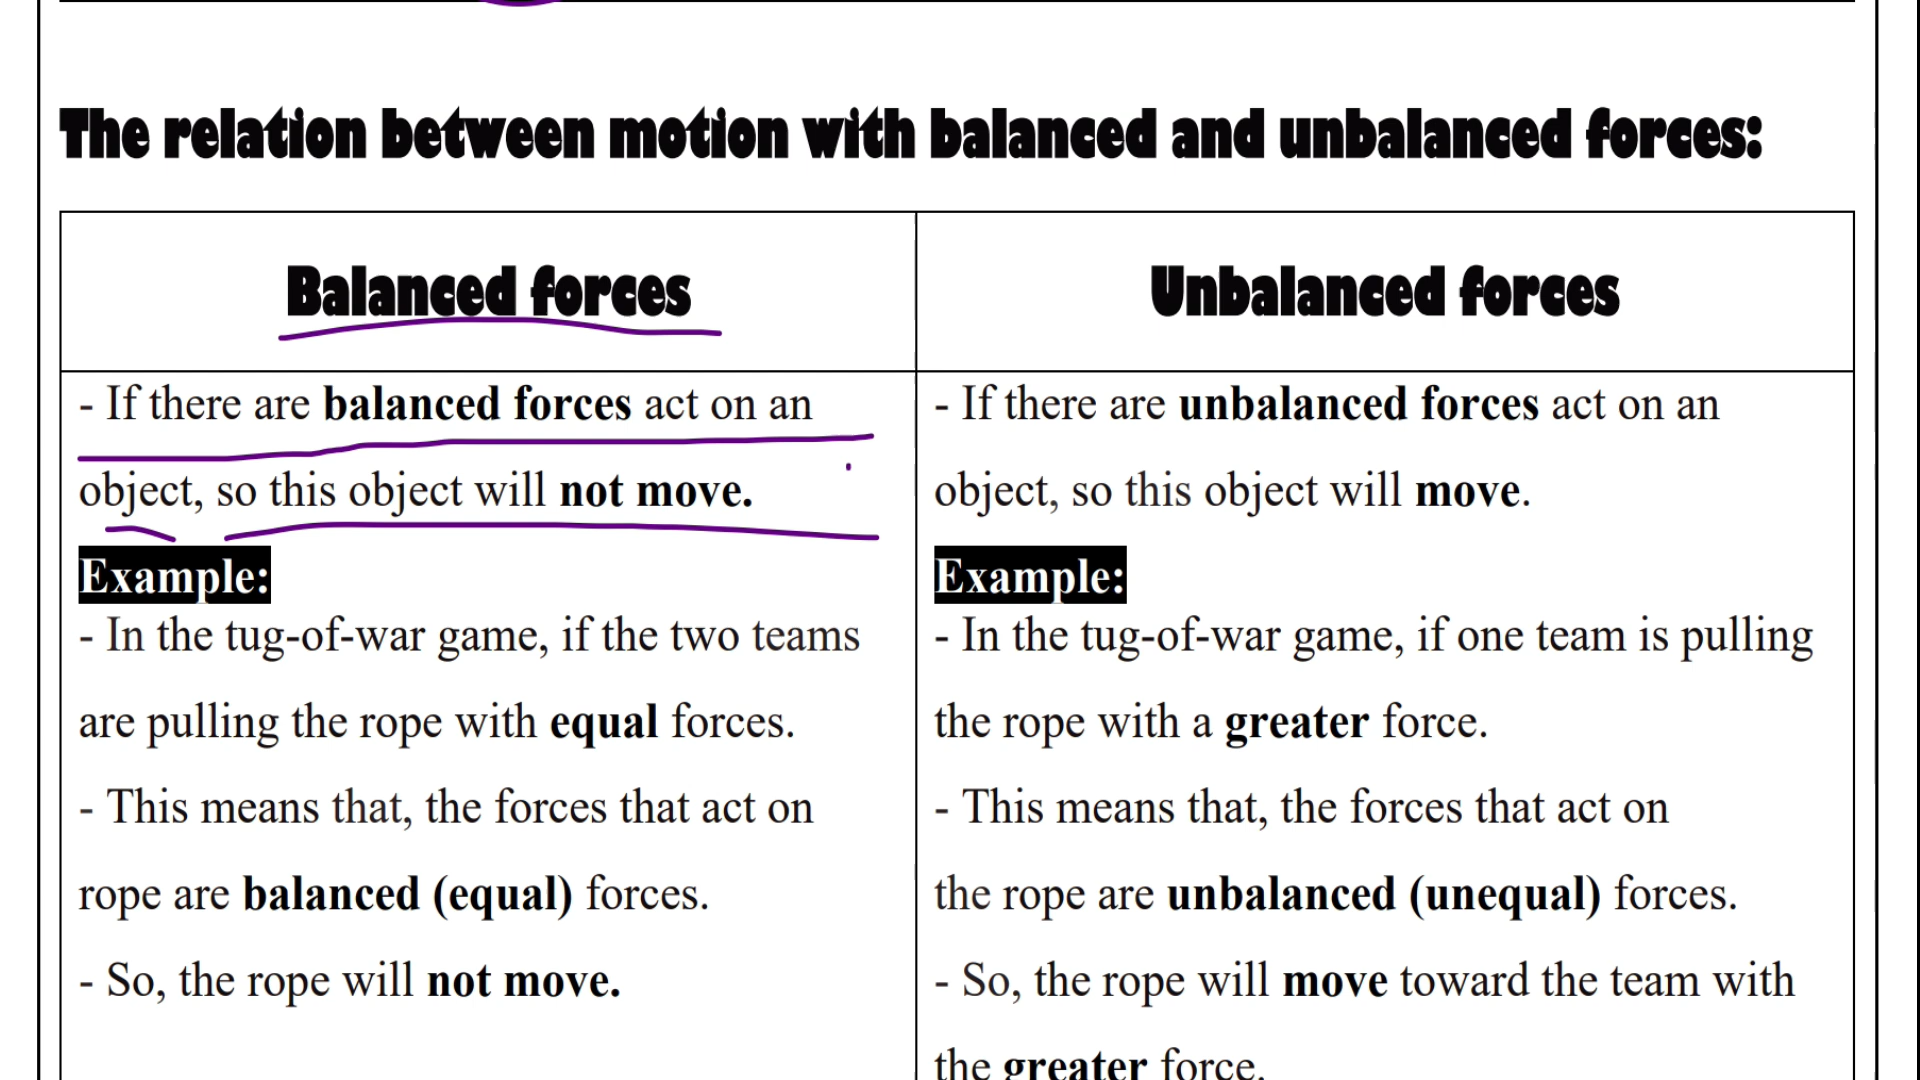 The relation between motion with balanced and unbalanced forces:
Balanced forces
- If there are balanced forces act on an
object, so this object will not move.
Example:
- In the tug-of-war game, if the two teams
are pulling the rope with equal forces.
- This means that, the forces that act on
rope are balanced (equal) forces.
- So, the rope will not move.
Unbalanced forces
- If there are unbalanced forces act on an
object, so this object will move.
Example:
- In the tug-of-war game, if one team is pulling
the rope with a greater force.
- This means that, the forces that act on
the rope are unbalanced (unequal) forces.
- So, the rope will move toward the team with
the greater force.